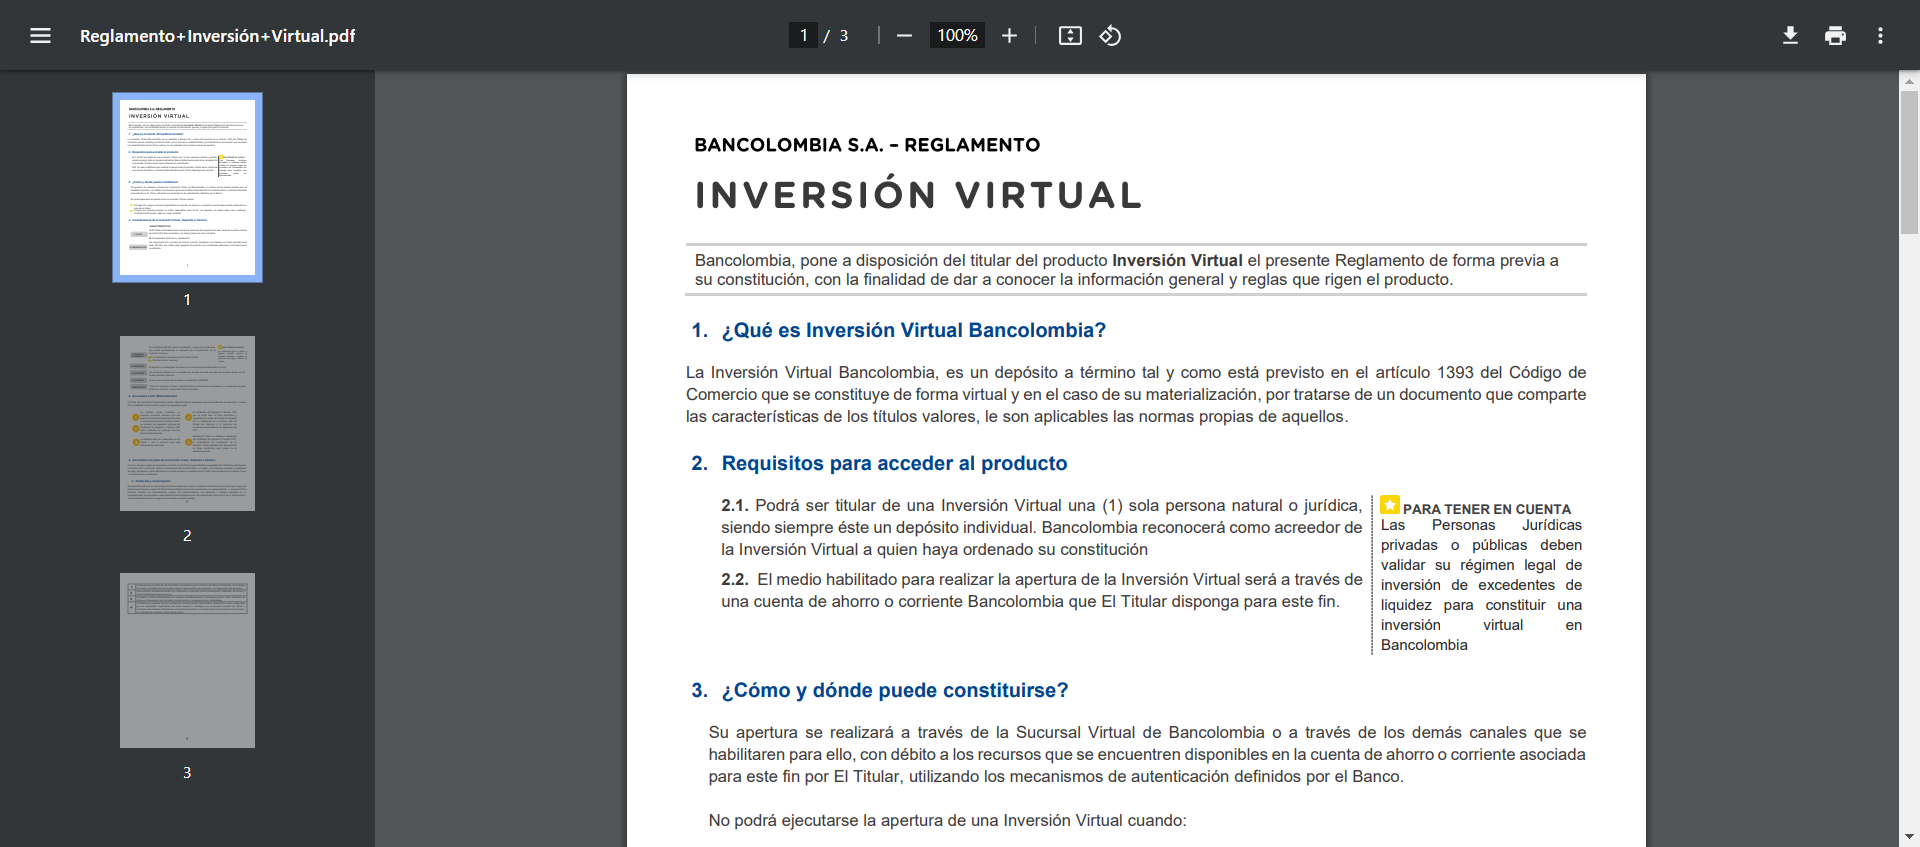 Reglamento+Inversión+Virtual.pdf
1 / 3
100%
1
2
3
BANCOLOMBIA S.A. – REGLAMENTO
INVERSIÓN VIRTUAL
Bancolombia, pone a disposición del titular del producto Inversión Virtual el presente Reglamento de forma previa a
su constitución, con la finalidad de dar a conocer la información general y reglas que rigen el producto.
1. ¿Qué es Inversión Virtual Bancolombia?
La Inversión Virtual Bancolombia, es un depósito a término tal y como está previsto en el artículo 1393 del Código de
Comercio que se constituye de forma virtual y en el caso de su materialización, por tratarse de un documento que comparte
las características de los títulos valores, le son aplicables las normas propias de aquellos.
2. Requisitos para acceder al producto
2.1. Podrá ser titular de una Inversión Virtual una (1) sola persona natural o jurídica,
siendo siempre éste un depósito individual. Bancolombia reconocerá como acreedor de
la Inversión Virtual a quien haya ordenado su constitución
2.2. El medio habilitado para realizar la apertura de la Inversión Virtual será a través de
una cuenta de ahorro o corriente Bancolombia que El Titular disponga para este fin.
PARA TENER EN CUENTA
Las Personas Jurídicas
privadas o públicas deben
validar su régimen legal de
inversión de excedentes de
liquidez para constituir una
inversión virtual en
Bancolombia
3. ¿Cómo y dónde puede constituirse?
Su apertura se realizará a través de la Sucursal Virtual de Bancolombia o a través de los demás canales que se
habilitaren para ello, con débito a los recursos que se encuentren disponibles en la cuenta de ahorro o corriente asociada
para este fin por El Titular, utilizando los mecanismos de autenticación definidos por el Banco.
No podrá ejecutarse la apertura de una Inversión Virtual cuando: